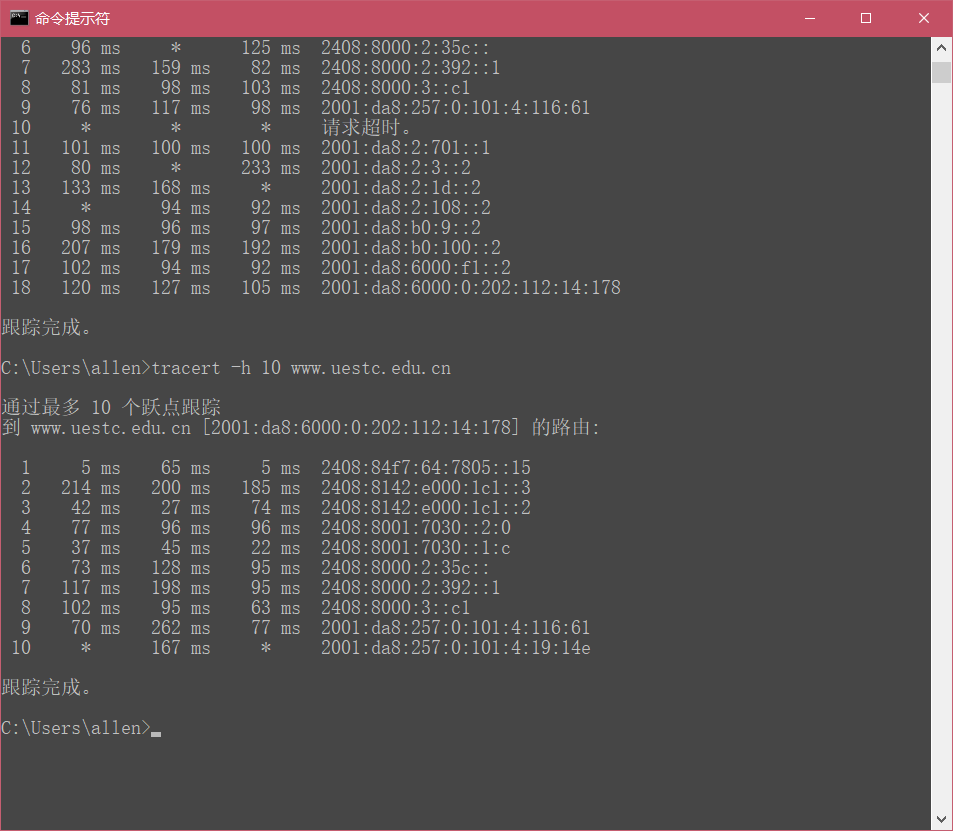 命令提示符
6 96 ms * 125 ms 2408:8000:2:35c::
7 283 ms 159 ms 82 ms 2408:8000:2:392::1
8 81 ms 98 ms 103 ms 2408:8000:3::c1
9 76 ms 117 ms 98 ms 2001:da8:257:0:101:4:116:61
10 * * * 请求超时。
11 101 ms 100 ms 100 ms 2001:da8:2:701::1
12 80 ms * 233 ms 2001:da8:2:3::2
13 133 ms 168 ms * 2001:da8:2:1d::2
14 * 94 ms 92 ms 2001:da8:2:108::2
15 98 ms 96 ms 97 ms 2001:da8:b0:9::2
16 207 ms 179 ms 192 ms 2001:da8:b0:100::2
17 102 ms 94 ms 92 ms 2001:da8:6000:f1::2
18 120 ms 127 ms 105 ms 2001:da8:6000:0:202:112:14:178
跟踪完成。
C:\Users\allen>tracert -h 10 www.uestc.edu.cn
通过最多 10 个跃点跟踪
到 www.uestc.edu.cn [2001:da8:6000:0:202:112:14:178] 的路由:
1 5 ms 65 ms 5 ms 2408:84f7:64:7805::15
2 214 ms 200 ms 185 ms 2408:8142:e000:1c1::3
3 42 ms 27 ms 74 ms 2408:8142:e000:1c1::2
4 77 ms 96 ms 96 ms 2408:8001:7030::2:0
5 37 ms 45 ms 22 ms 2408:8001:7030::1:c
6 73 ms 128 ms 95 ms 2408:8000:2:35c::
7 117 ms 198 ms 95 ms 2408:8000:2:392::1
8 102 ms 95 ms 63 ms 2408:8000:3::c1
9 70 ms 262 ms 77 ms 2001:da8:257:0:101:4:116:61
10 * 167 ms * 2001:da8:257:0:101:4:19:14e
跟踪完成。
C:\Users\allen>